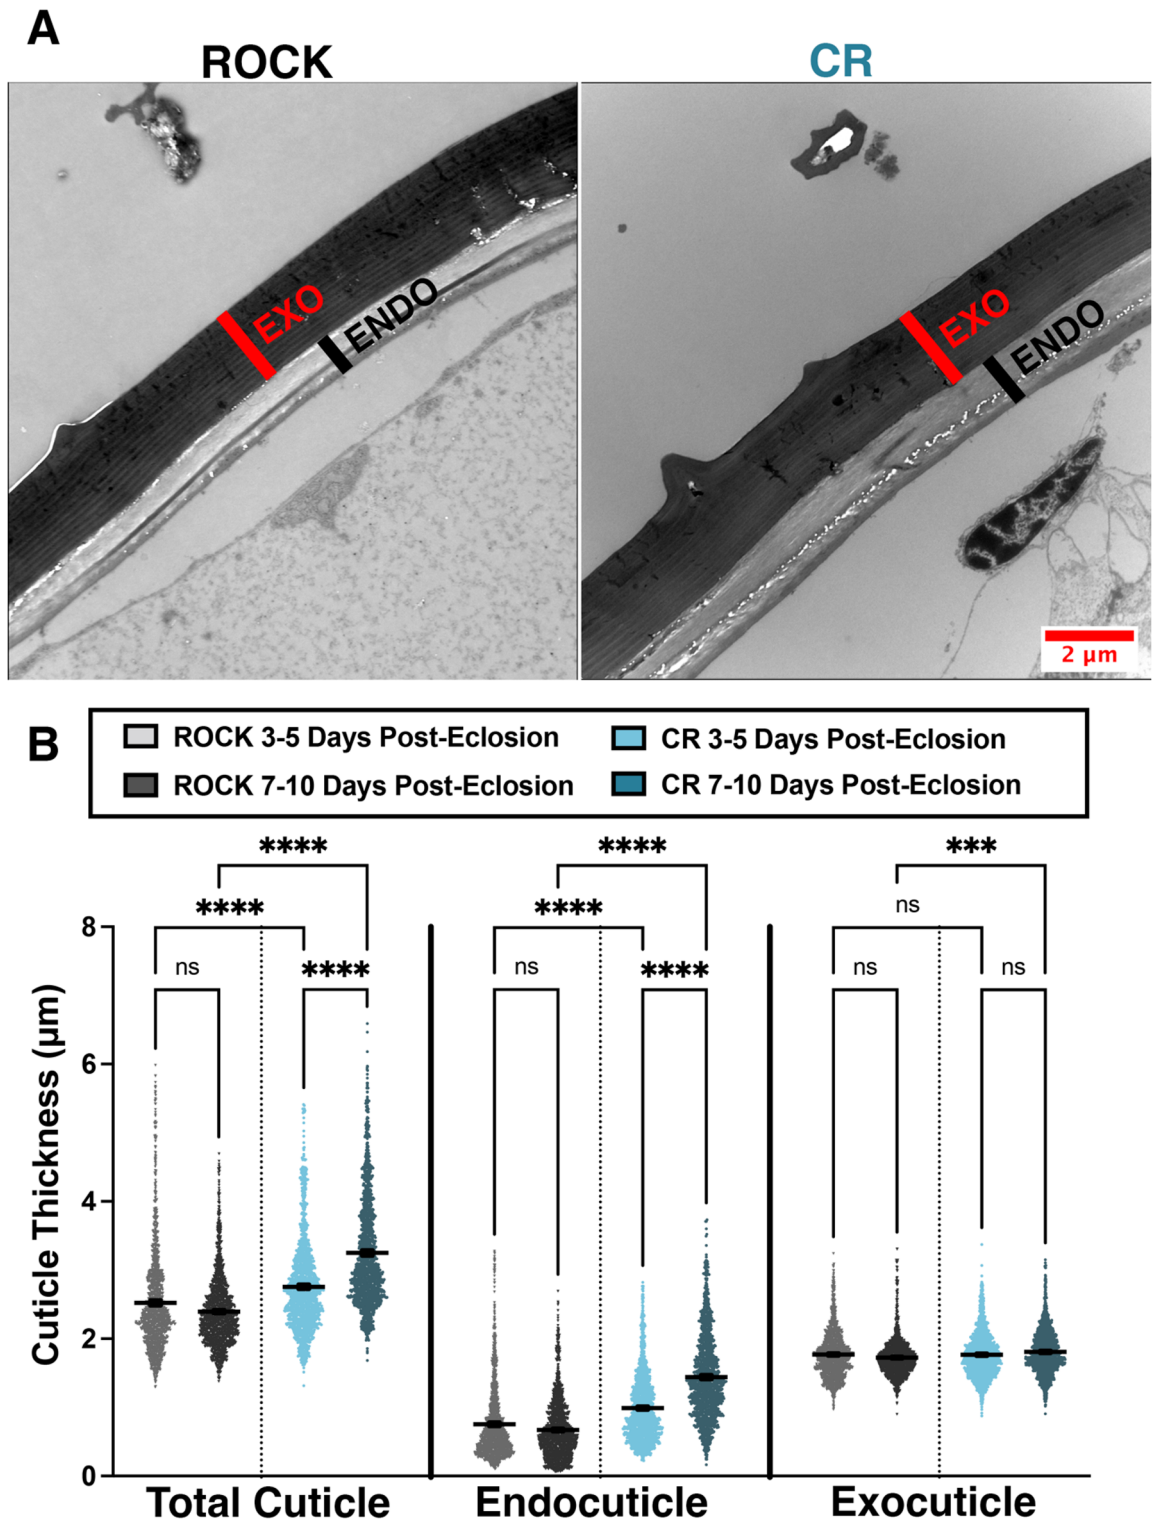 A
ROCK
CR
EXO
ENDO
EXO
ENDO
2 μm
B
ROCK 3-5 Days Post-Eclosion
CR 3-5 Days Post-Eclosion
ROCK 7-10 Days Post-Eclosion
CR 7-10 Days Post-Eclosion
**** **** ***
**** **** ns
ns **** ns **** ns ns
Cuticle Thickness (μm)
8
6
4
2
0
Total Cuticle Endocuticle Exocuticle